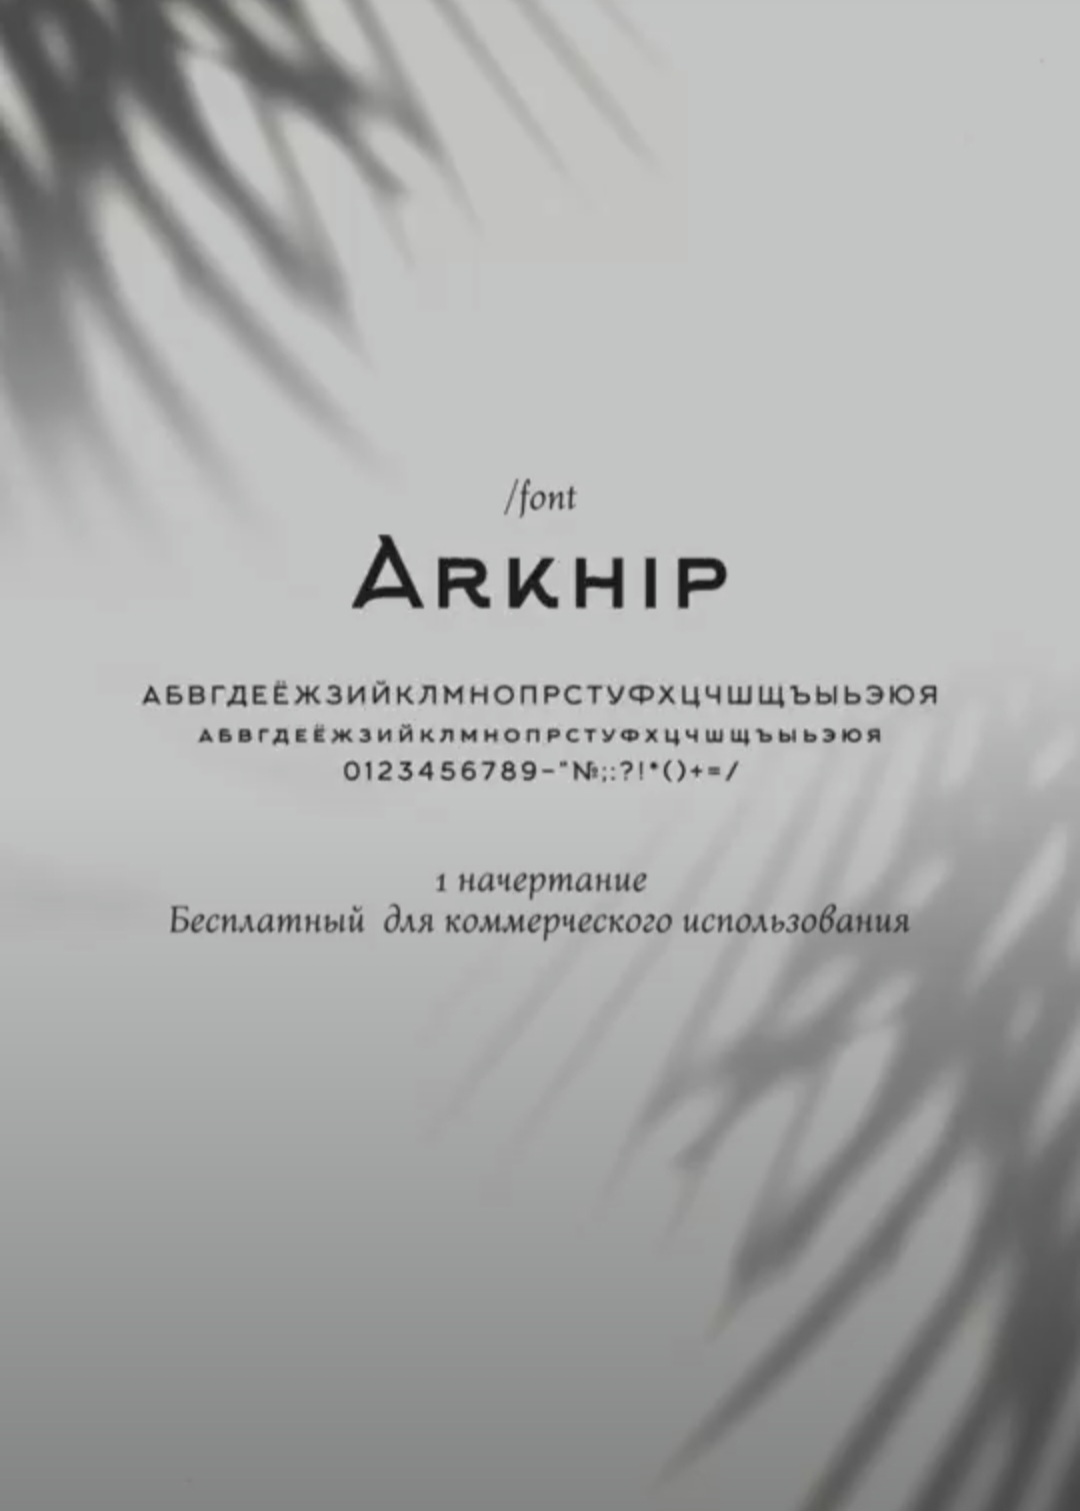 /font
ARKHIP
АБВГДЕЁЖЗИЙКЛМНОПРСТУФХЦЧШЩЪЫЬЭЮЯ
АБВГДЕЁЖЗИЙКЛМНОПРСТУФХЦЧШЩЪЫЬЭЮЯ
0123456789-"№;:?!*()+=/
1 начертание
Бесплатный для коммерческого использования